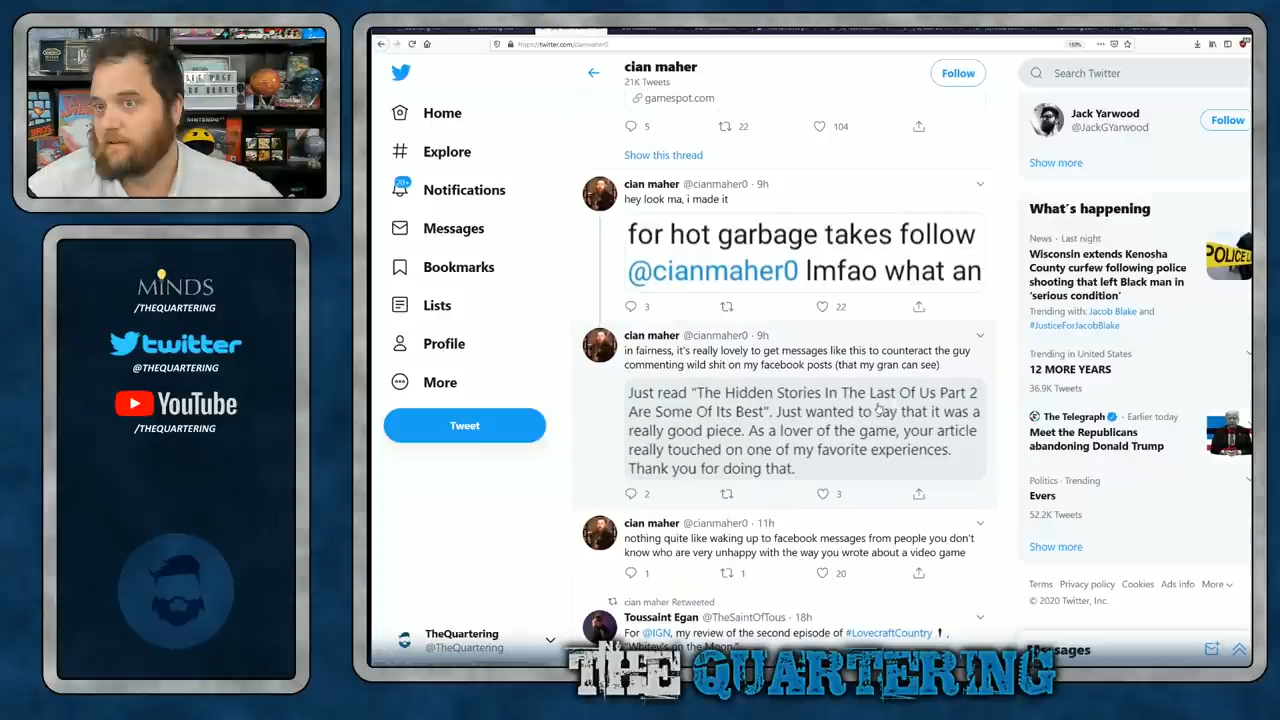 MINDS
/THEQUARTERING
twitter
@THEQUARTERING
YouTube
/THEQUARTERING
https://twitter.com/cianmaher0
150%
Home
Explore
20+
Notifications
Messages
Bookmarks
Lists
Profile
More
Tweet
TheQuartering
@TheQuartering
cian maher
21K Tweets
Follow
gamespot.com
5 22 104
Show this thread
cian maher @cianmaher0 · 9h
hey look ma, i made it
for hot garbage takes follow
@cianmaher0 lmfao what an
3 22
cian maher @cianmaher0 · 9h
in fairness, it's really lovely to get messages like this to counteract the guy
commenting wild shit on my facebook posts (that my gran can see)
Just read "The Hidden Stories In The Last Of Us Part 2
Are Some Of Its Best". Just wanted to say that it was a
really good piece. As a lover of the game, your article
really touched on one of my favorite experiences.
Thank you for doing that.
2 3
cian maher @cianmaher0 · 11h
nothing quite like waking up to facebook messages from people you don't
know who are very unhappy with the way you wrote about a video game
1 1 20
cian maher Retweeted
Toussaint Egan @TheSaintOfTous · 18h
For @IGN, my review of the second episode of #LovecraftCountry ,
"Whitey's on the Moon."
Search Twitter
Jack Yarwood
@JackGYarwood
Follow
Show more
What's happening
News · Last night
Wisconsin extends Kenosha
County curfew following police
shooting that left Black man in
'serious condition'
Trending with: Jacob Blake and
#JusticeForJacobBlake
POLICE LI
Trending in United States
12 MORE YEARS
36.9K Tweets
The Telegraph · Earlier today
Meet the Republicans
abandoning Donald Trump
Politics · Trending
Evers
52.2K Tweets
Show more
Terms Privacy policy Cookies Ads info More
© 2020 Twitter, Inc.
Messages
THE QUARTERING